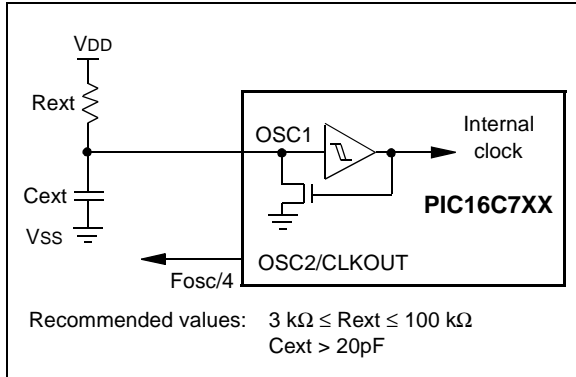 VDD
Rext
OSC1
Internal
clock
Cext
PIC16C7XX
VSS
OSC2/CLKOUT
Fosc/4
Recommended values: 3 kΩ ≤ Rext ≤ 100 kΩ
Cext > 20pF